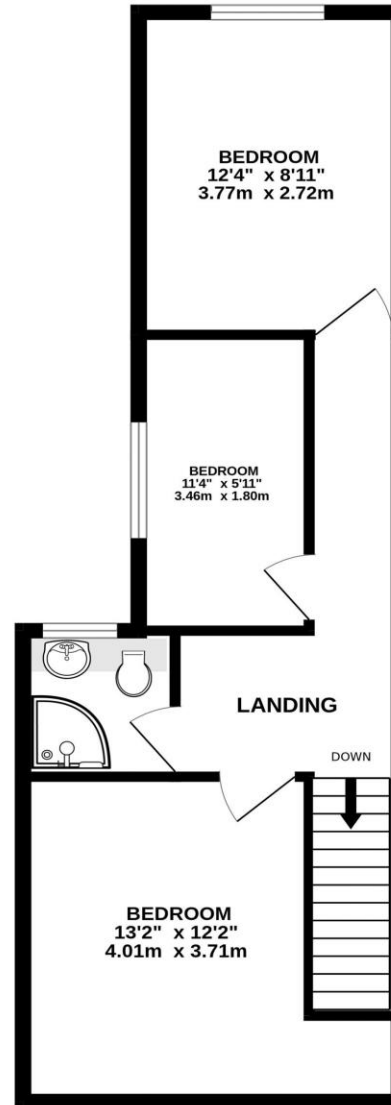 BEDROOM
12'4" x 8'11"
3.77m x 2.72m
BEDROOM
11'4" x 5'11"
3.46m x 1.80m
LANDING
DOWN
BEDROOM
13'2" x 12'2"
4.01m x 3.71m